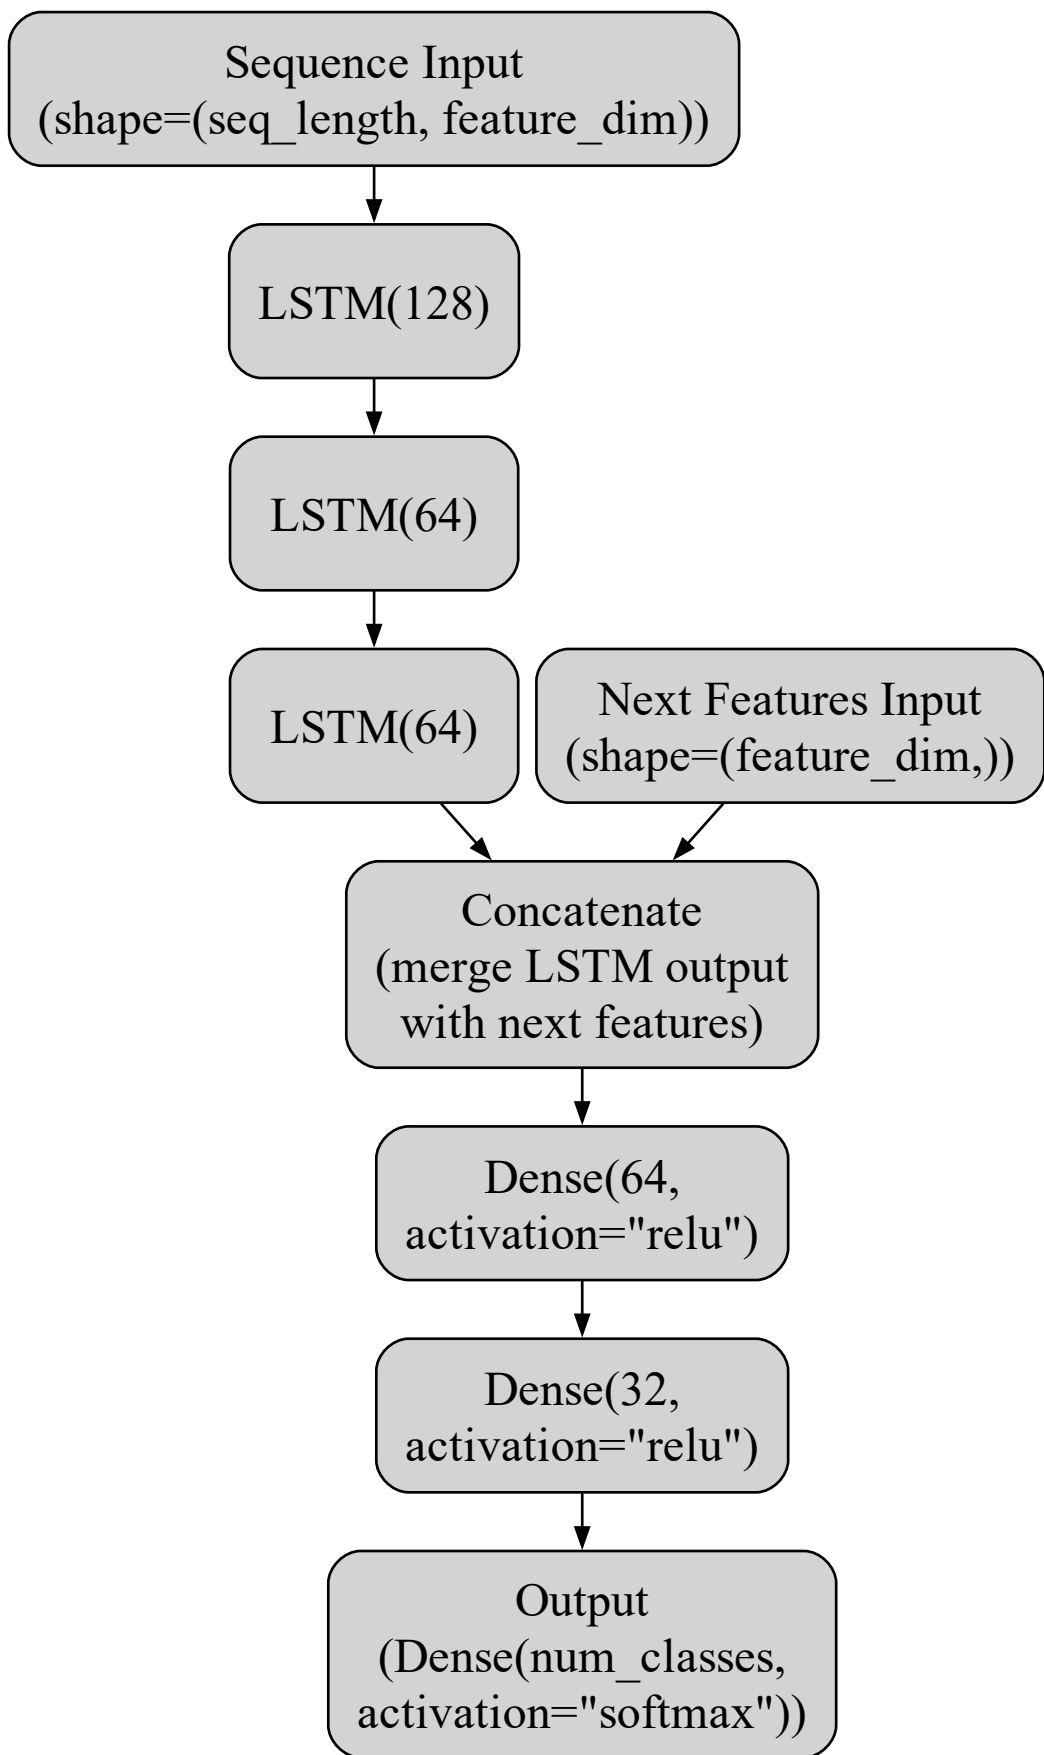 Sequence Input
(shape=(seq_length, feature_dim))
LSTM(128)
LSTM(64)
LSTM(64)
Next Features Input
(shape=(feature_dim,))
Concatenate
(merge LSTM output
with next features)
Dense(64,
activation="relu")
Dense(32,
activation="relu")
Output
(Dense(num_classes,
activation="softmax"))